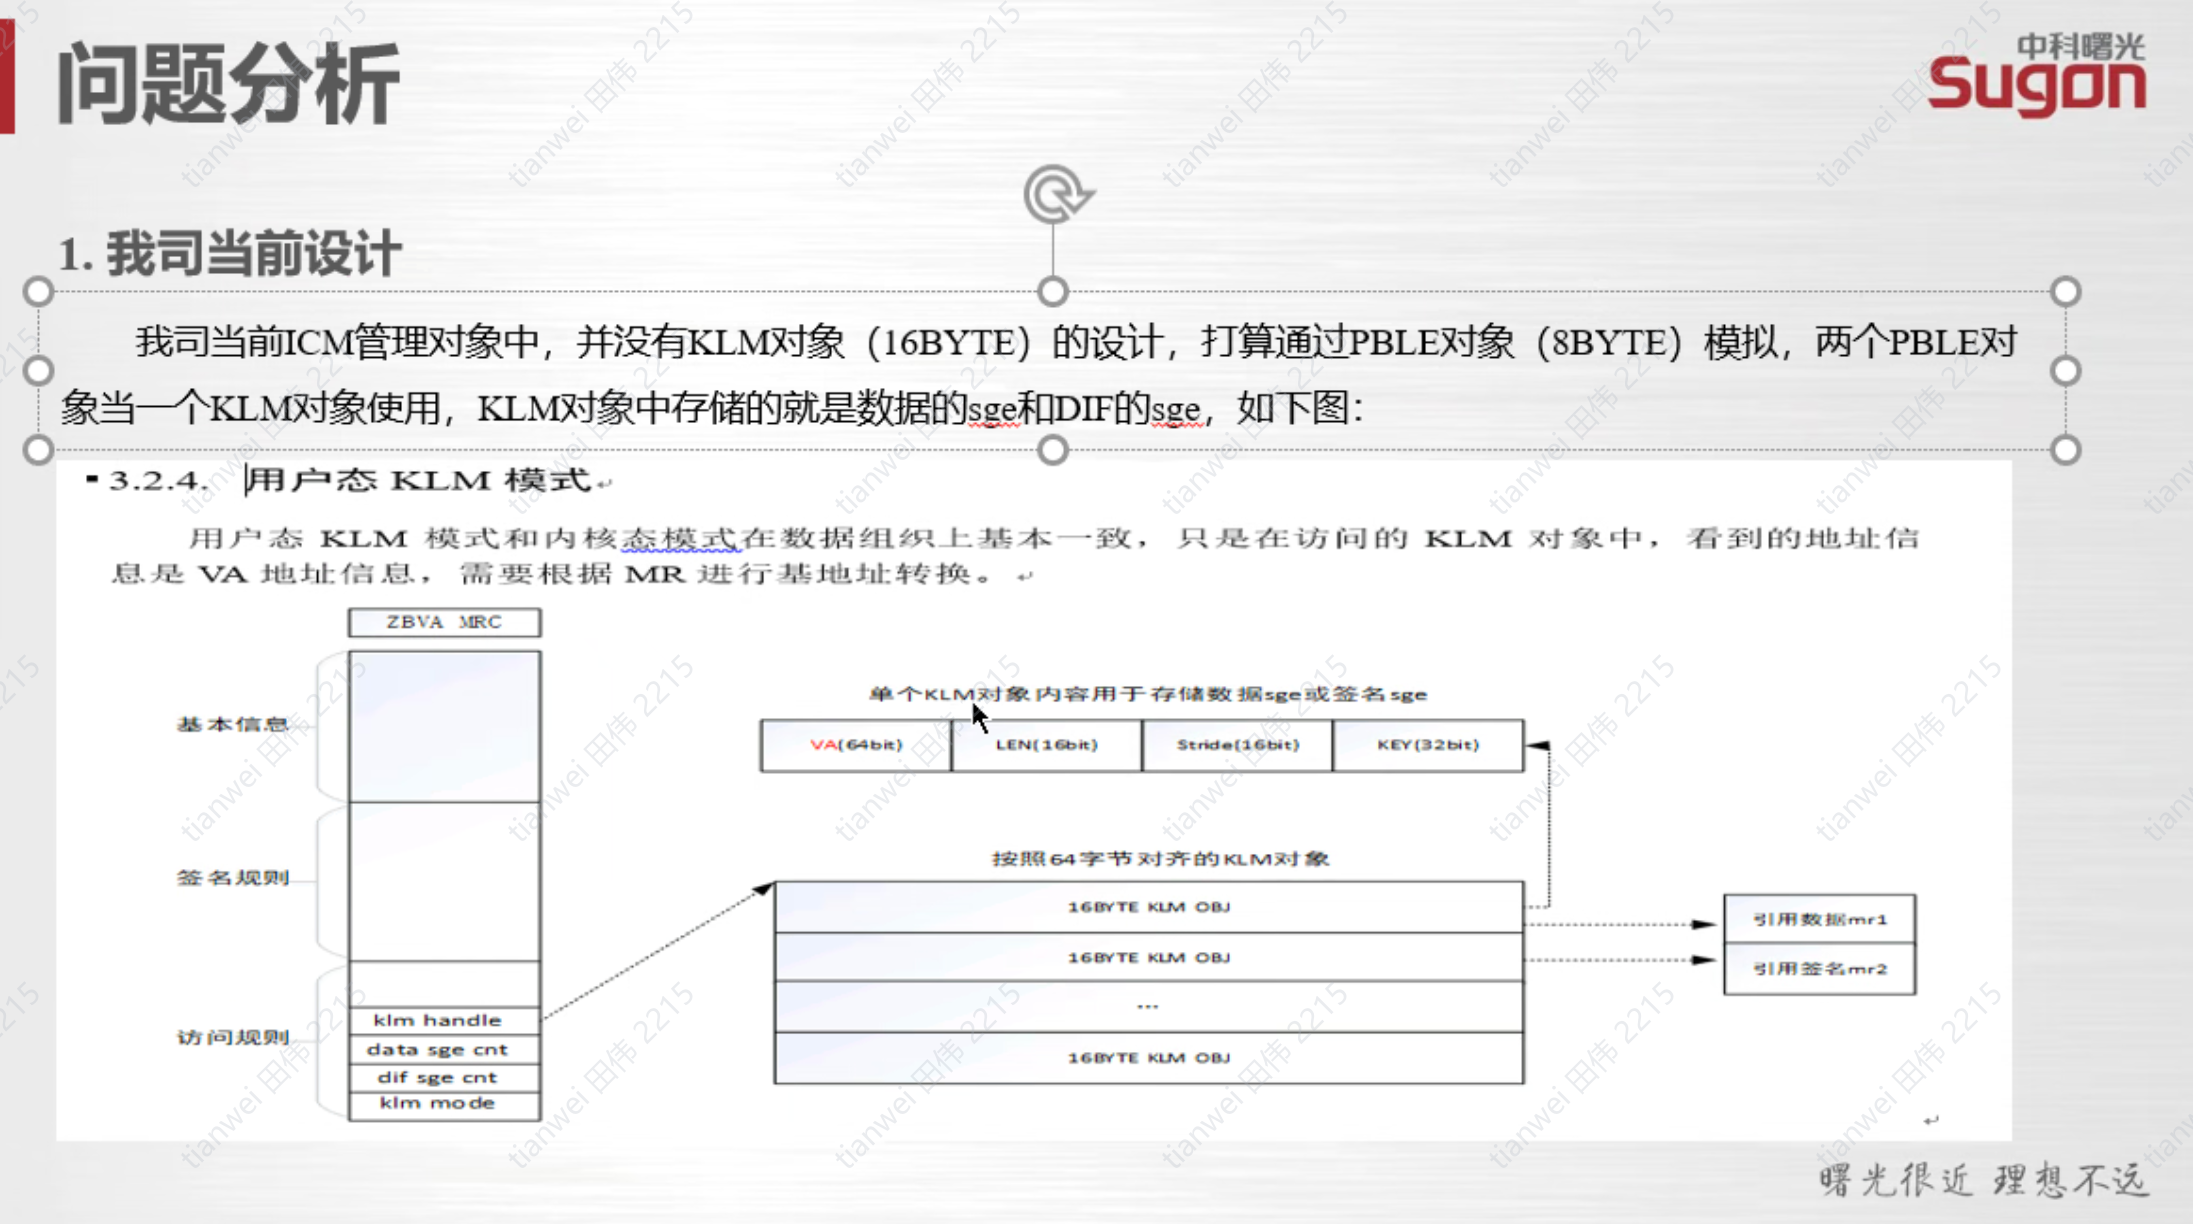 问题分析
中科曙光
Sugon
1. 我司当前设计
我司当前ICM管理对象中，并没有KLM对象（16BYTE）的设计，打算通过PBLE对象（8BYTE）模拟，两个PBLE对
象当一个KLM对象使用，KLM对象中存储的就是数据的sge和DIF的sge，如下图：
3.2.4. 用户态 KLM 模式
用户态 KLM 模式和内核态模式在数据组织上基本一致，只是在访问的 KLM 对象中，看到的地址信
息是 VA 地址信息，需要根据 MR 进行基地址转换。
ZBVA MRC
基本信息
签名规则
访问规则
klm handle
data sge cnt
dif sge cnt
klm mode
单个KLM对象内容用于存储数据sge或签名sge
VA(64bit) LEN(16bit) Stride(16bit) KEY(32bit)
按照64字节对齐的KLM对象
16BYTE KLM OBJ
16BYTE KLM OBJ
...
16BYTE KLM OBJ
引用数据mr1
引用签名mr2
曙光很近 理想不远
tianwei 田伟 2215